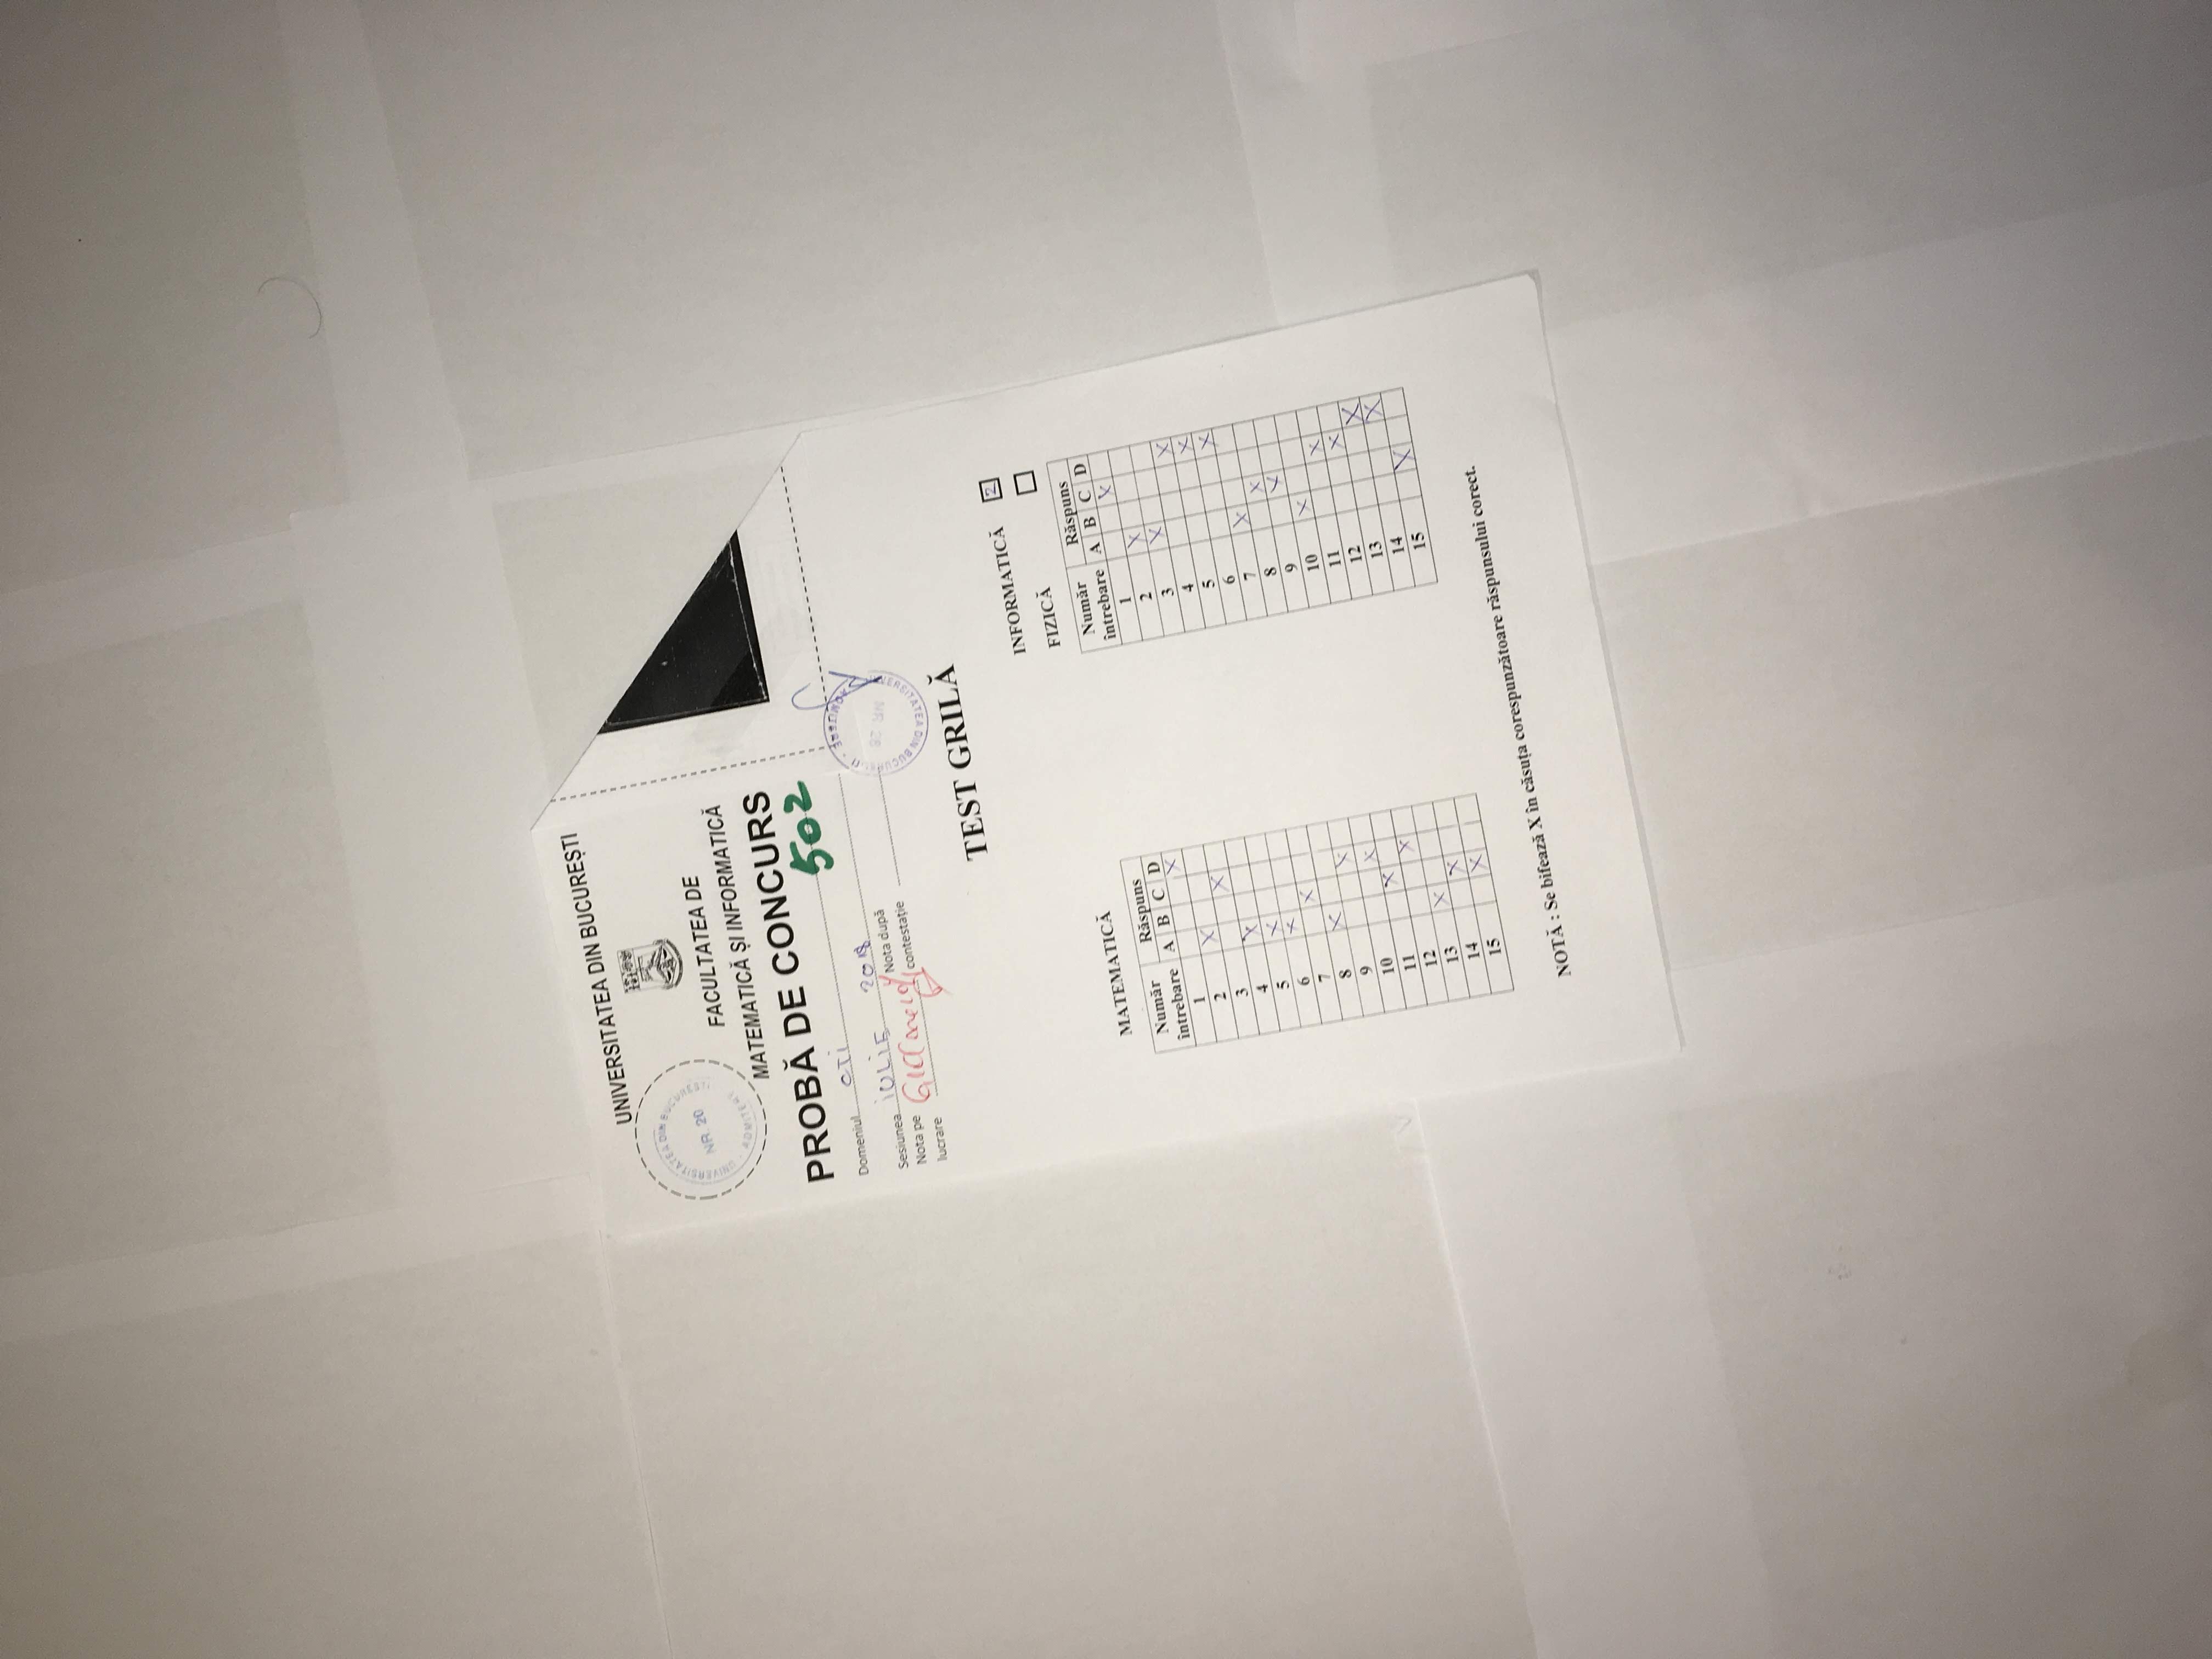 UNIVERSITATEA DIN BUCUREȘTI
UNIVERSITATEA DIN BUCUREȘTI
NR. 20
ADMITERE
FACULTATEA DE
MATEMATICĂ ȘI INFORMATICĂ
PROBĂ DE CONCURS
502
Domeniul CTI
Sesiunea IULIE 2018
Nota pe lucrare
Nota după contestație
UNIVERSITATEA DIN BUCUREȘTI
NR. 28
TEST GRILĂ
MATEMATICĂ
Număr întrebare Răspuns
A B C D
1 X
2 X
3 X
4 X
5 X
6 X
7 X
8 X
9 X
10 X
11 X
12 X
13 X
14 X
15 X
INFORMATICĂ 2
FIZICĂ
Număr întrebare Răspuns
A B C D
1 X
2 X
3 X
4 X
5 X
6 X
7 X
8 X
9 X
10 X
11 X
12 X
13 X
14 X
15 X
NOTĂ : Se bifează X în căsuța corespunzătoare răspunsului corect.